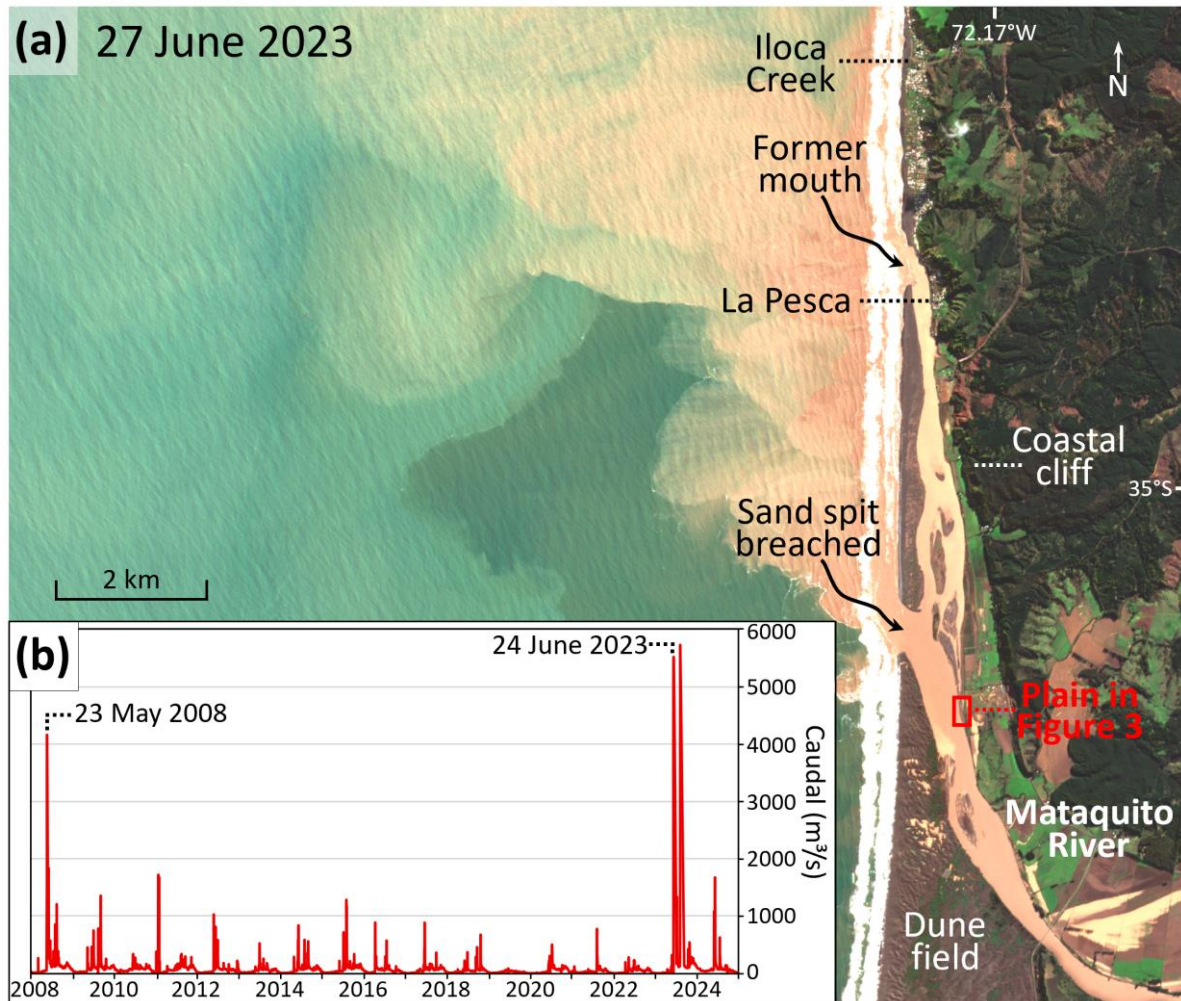 (a) 27 June 2023
72.17°W
N
Iloca
Creek
Former
mouth
La Pesca
Coastal
cliff
35°S
Sand spit
breached
2 km
Plain in
Figure 3
Mataquito
River
Dune
field
(b)
24 June 2023
23 May 2008
6000
5000
4000
3000
2000
1000
0
Caudal (m³/s)
2008 2010 2012 2014 2016 2018 2020 2022 2024